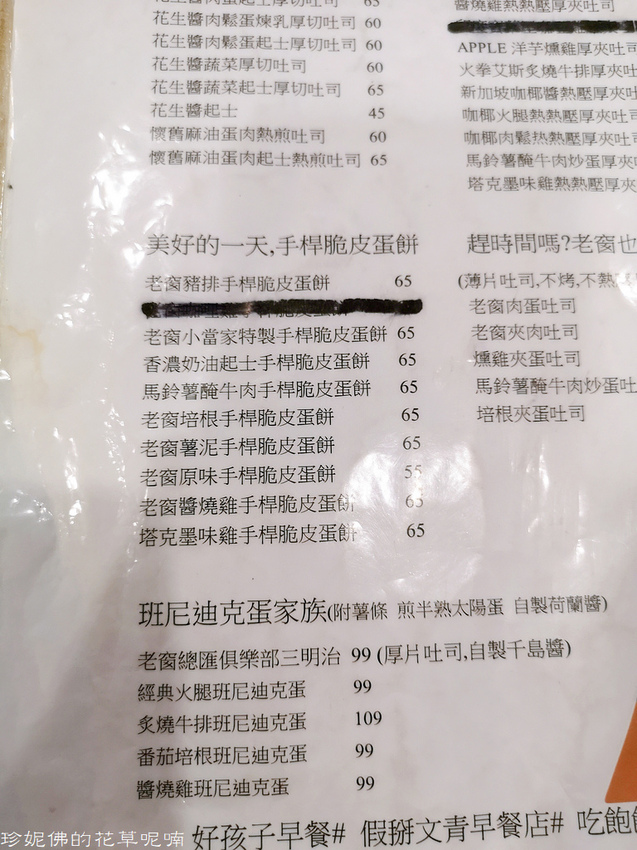 花生醬肉鬆蛋煉乳厚切吐司 60
花生醬肉鬆蛋起士厚切吐司 60
花生醬蔬菜厚切吐司 60
花生醬蔬菜起士厚切吐司 65
花生醬起士 45
懷舊麻油蛋肉熱煎吐司 60
懷舊麻油蛋肉起士熱煎吐司 65
美好的一天,手桿脆皮蛋餅
老窗豬排手桿脆皮蛋餅 65
老窗小當家特製手桿脆皮蛋餅 65
香濃奶油起士手桿脆皮蛋餅 65
馬鈴薯醃牛肉手桿脆皮蛋餅 65
老窗培根手桿脆皮蛋餅 65
老窗薯泥手桿脆皮蛋餅 65
老窗原味手桿脆皮蛋餅 55
老窗醬燒雞手桿脆皮蛋餅 65
塔克墨味雞手桿脆皮蛋餅 65
醬燒雞熱熱壓厚夾吐
APPLE 洋芋燻雞厚夾吐
火拳艾斯炙燒牛排厚夾吐
新加坡咖椰醬熱壓厚夾吐
咖椰火腿熱熱壓厚夾吐
咖椰肉鬆熱熱壓厚夾吐
馬鈴薯醃牛肉炒蛋厚夾
塔克墨味雞熱熱壓厚夾
趕時間嗎?老窗也
(薄片吐司,不烤,不熱
老窗肉蛋吐司
老窗夾肉吐司
燻雞夾蛋吐司
馬鈴薯醃牛肉炒蛋吐
培根夾蛋吐司
班尼迪克蛋家族(附薯條 煎半熟太陽蛋 自製荷蘭醬)
老窗總匯俱樂部三明治 99 (厚片吐司,自製千島醬)
經典火腿班尼迪克蛋 99
炙燒牛排班尼迪克蛋 109
番茄培根班尼迪克蛋 99
醬燒雞班尼迪克蛋 99
好孩子早餐# 假掰文青早餐店# 吃飽
珍妮佛的花草呢喃